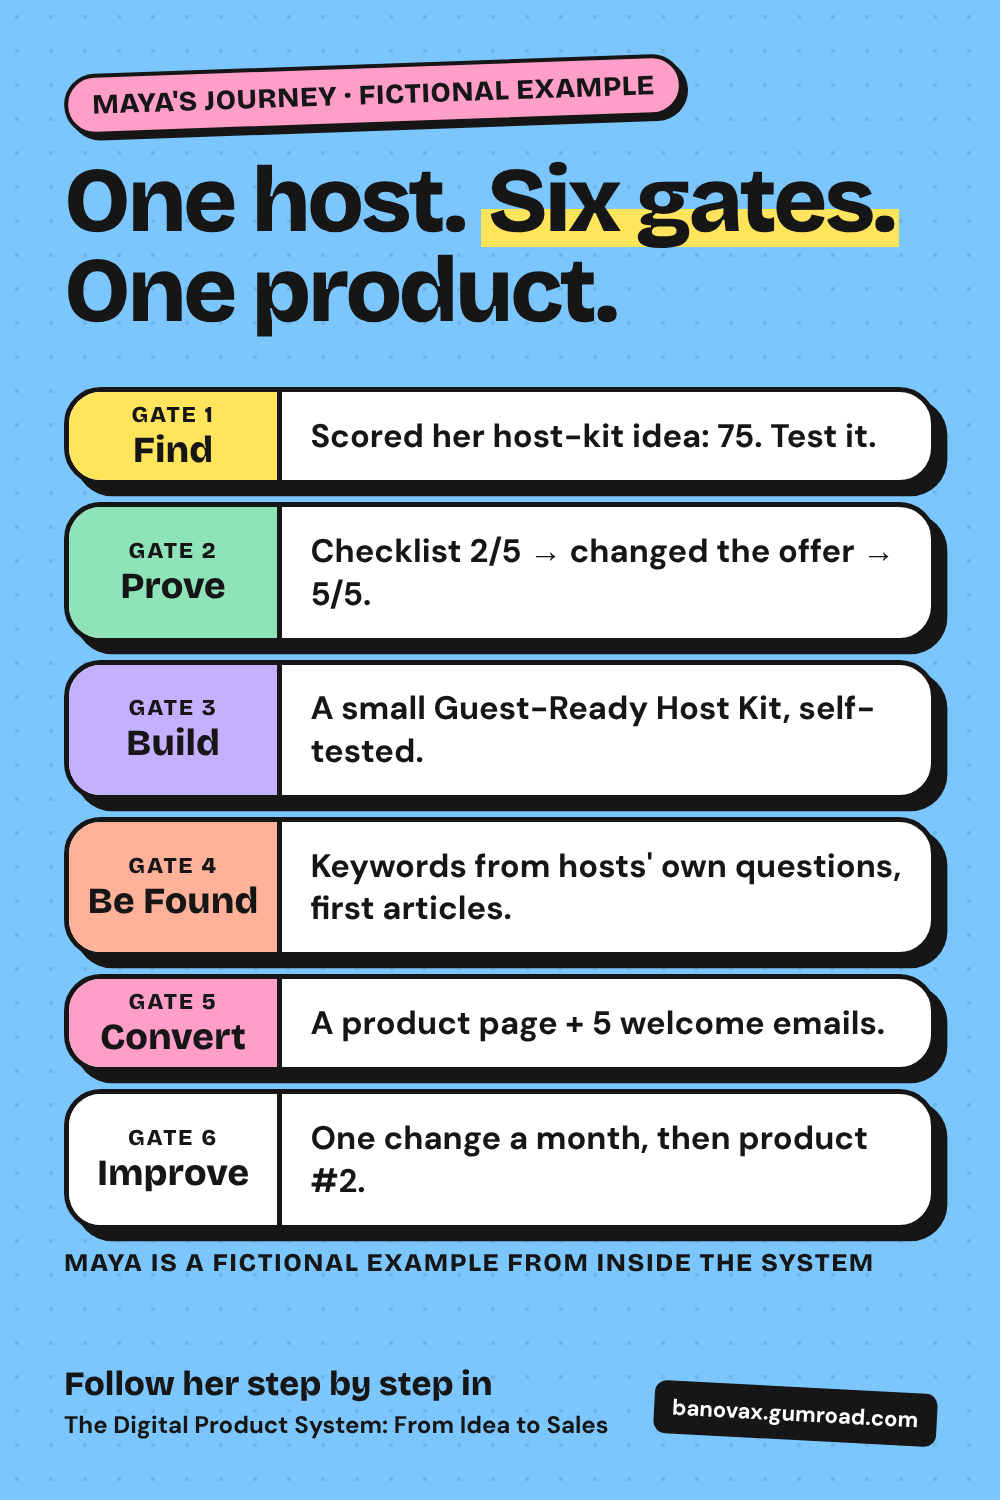 MAYA'S JOURNEY · FICTIONAL EXAMPLE
One host. Six gates.
One product.
GATE 1
Find
Scored her host-kit idea: 75. Test it.
GATE 2
Prove
Checklist 2/5 → changed the offer →
5/5.
GATE 3
Build
A small Guest-Ready Host Kit, self-
tested.
GATE 4
Be Found
Keywords from hosts' own questions,
first articles.
GATE 5
Convert
A product page + 5 welcome emails.
GATE 6
Improve
One change a month, then product
#2.
MAYA IS A FICTIONAL EXAMPLE FROM INSIDE THE SYSTEM
Follow her step by step in
The Digital Product System: From Idea to Sales
banovax.gumroad.com